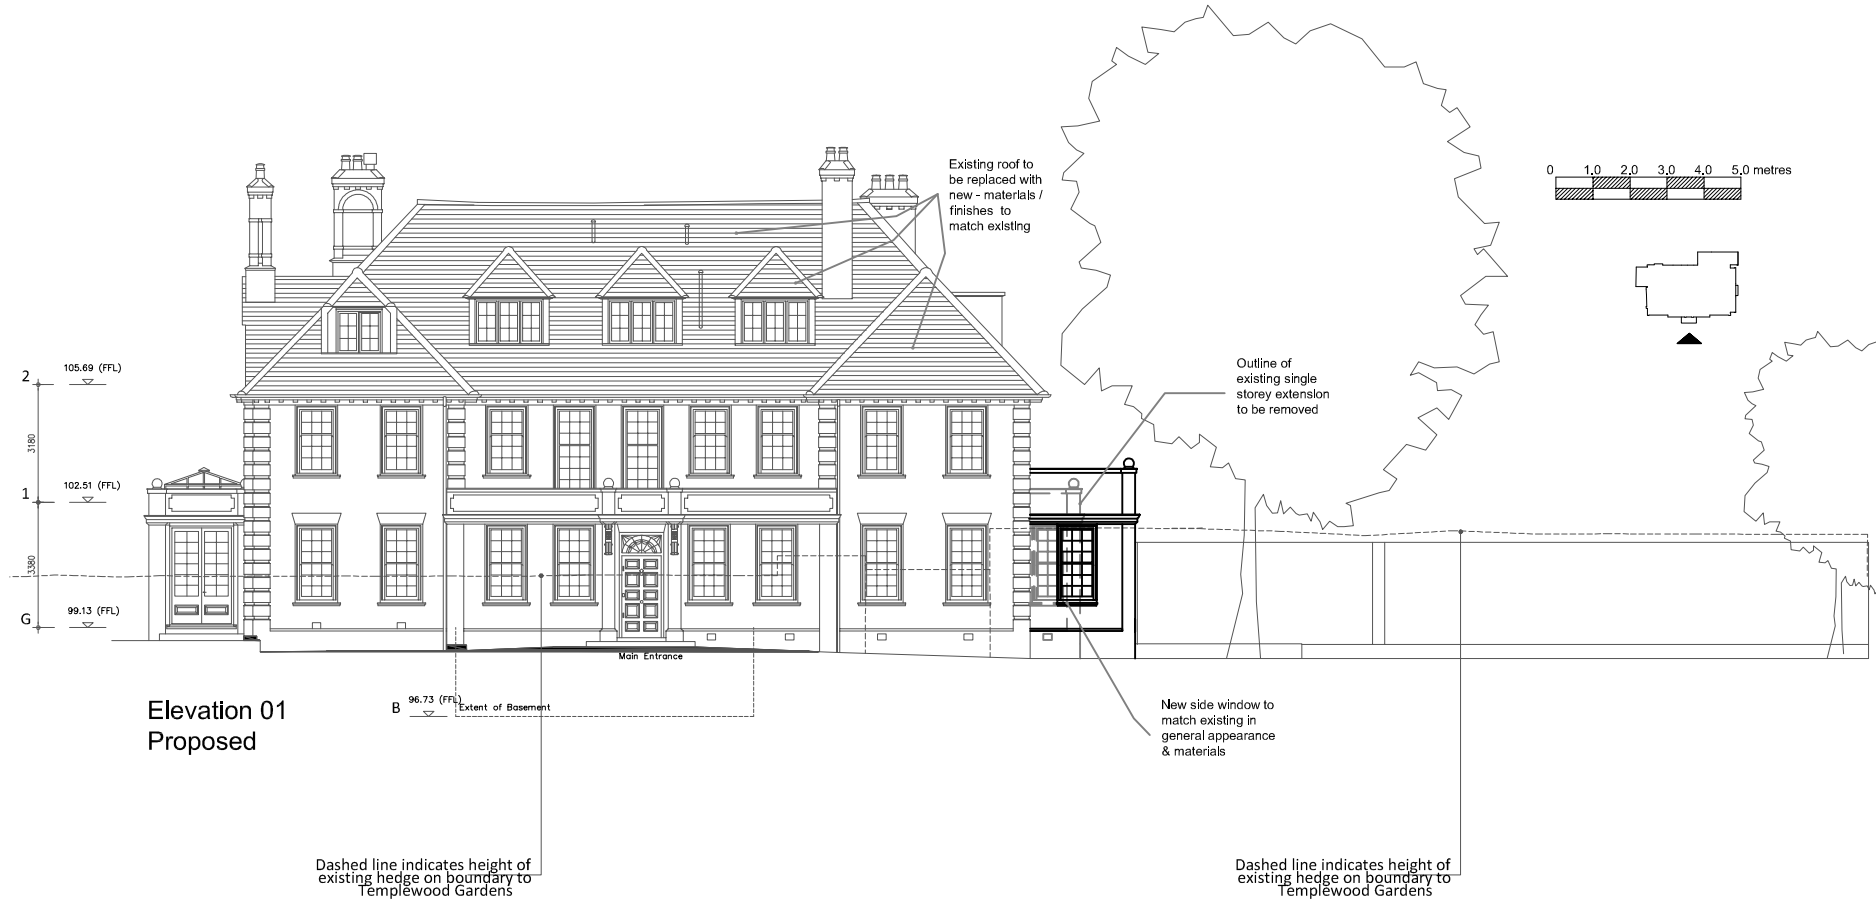 Existing roof to
be replaced with
new - materials /
finishes to
match existing
0 1.0 2.0 3.0 4.0 5.0 metres
Outline of
existing single
storey extension
to be removed
2
105.69 (FFL)
3180
1
102.51 (FFL)
3380
G
99.13 (FFL)
Main Entrance
B
96.73 (FFL)
Extent of Basement
Elevation 01
Proposed
New side window to
match existing in
general appearance
& materials
Dashed line indicates height of
existing hedge on boundary to
Templewood Gardens
Dashed line indicates height of
existing hedge on boundary to
Templewood Gardens